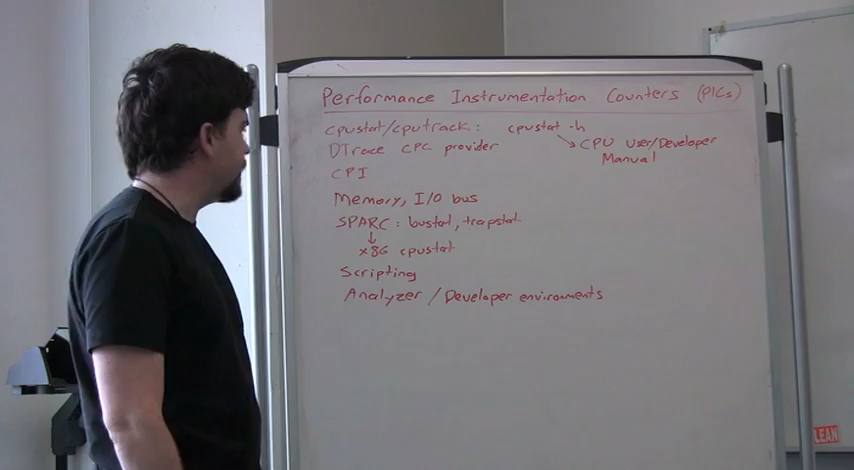 Performance Instrumentation Counters (PICs)
cpustat/cputrack: cpustat -h
DTrace CPC provider
CPU User/Developer
Manual
CPI
Memory, I/O bus
SPARC: busstat, trapstat
x86 cpustat
Scripting
Analyzer / Developer environments
LEAN